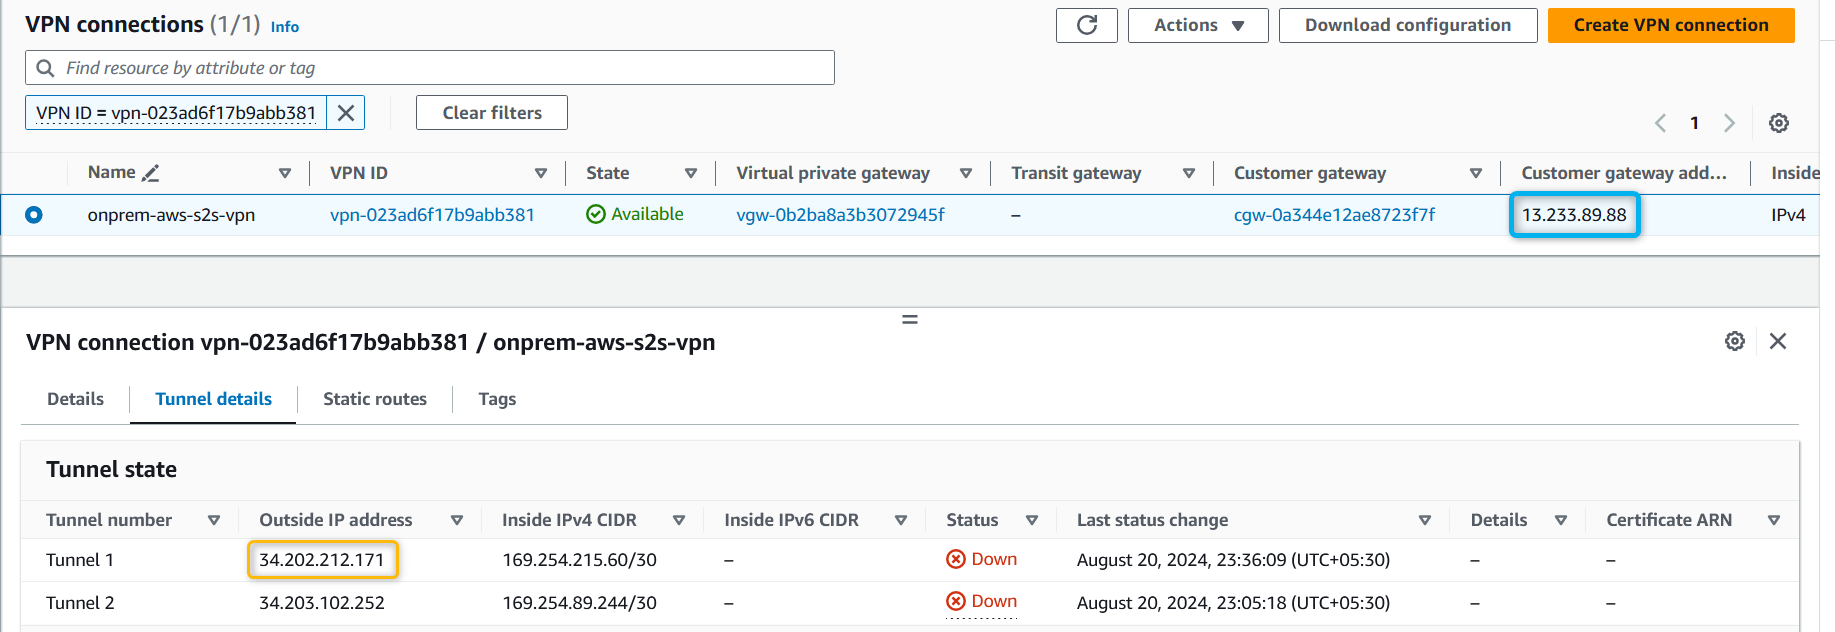 VPN connections (1/1) Info
Actions Download configuration Create VPN connection
Find resource by attribute or tag
VPN ID = vpn-023ad6f17b9abb381 Clear filters
1
Name VPN ID State Virtual private gateway Transit gateway Customer gateway Customer gateway add... Inside
onprem-aws-s2s-vpn vpn-023ad6f17b9abb381 Available vgw-0b2ba8a3b3072945f – cgw-0a344e12ae8723f7f 13.233.89.88 IPv4
VPN connection vpn-023ad6f17b9abb381 / onprem-aws-s2s-vpn
Details Tunnel details Static routes Tags
Tunnel state
Tunnel number Outside IP address Inside IPv4 CIDR Inside IPv6 CIDR Status Last status change Details Certificate ARN
Tunnel 1 34.202.212.171 169.254.215.60/30 – Down August 20, 2024, 23:36:09 (UTC+05:30) – –
Tunnel 2 34.203.102.252 169.254.89.244/30 – Down August 20, 2024, 23:05:18 (UTC+05:30) – –